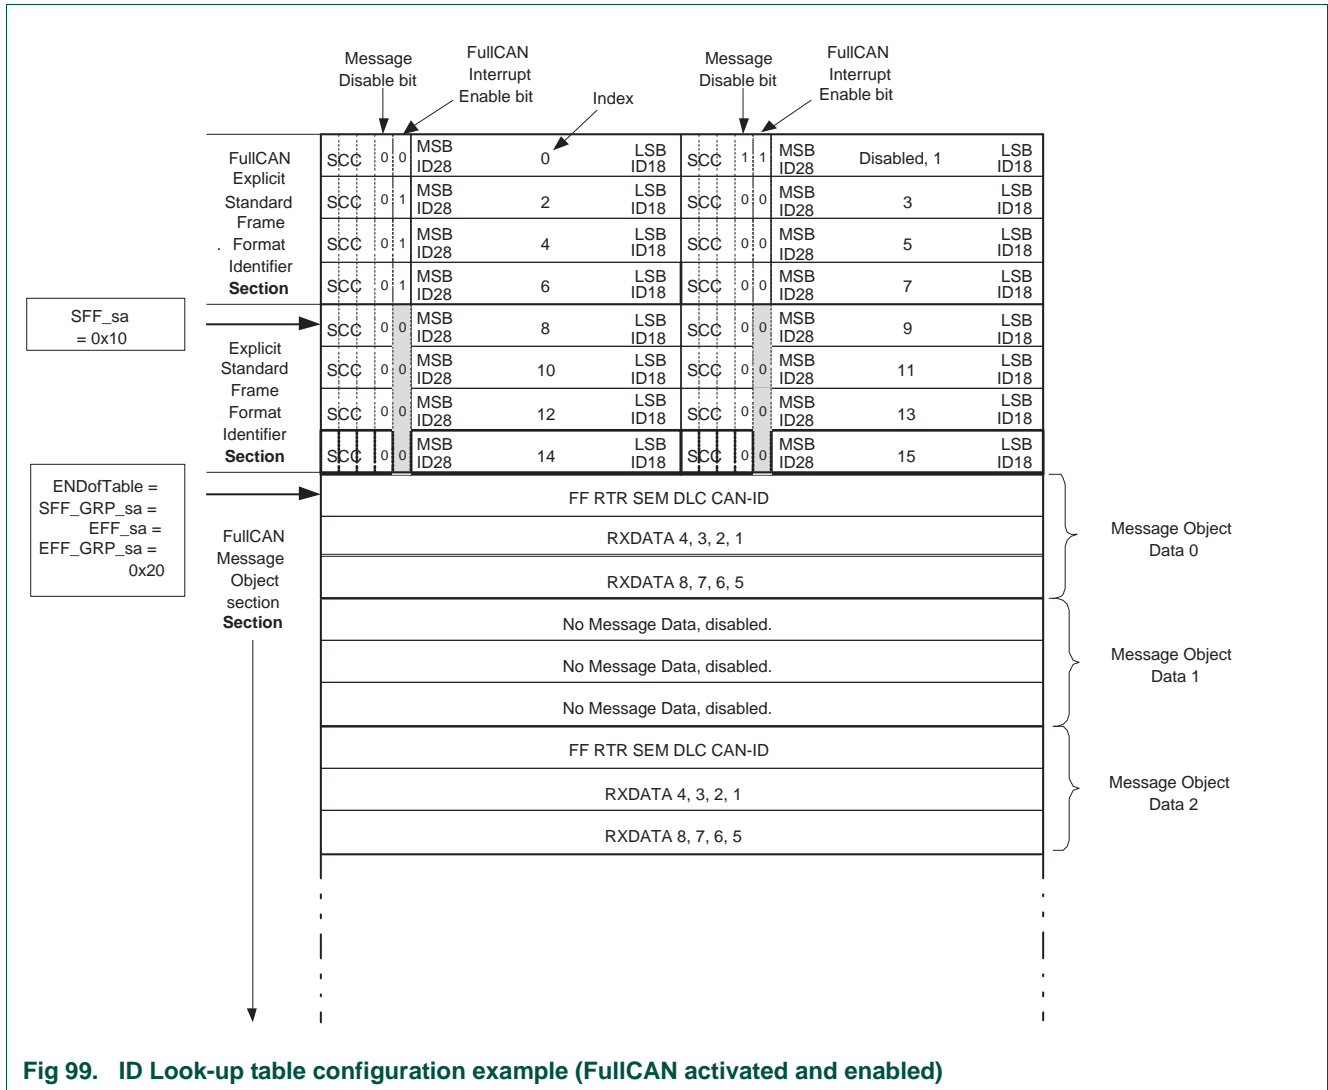 Message
Disable bit
FullCAN
Interrupt
Enable bit
Index
Message
Disable bit
FullCAN
Interrupt
Enable bit
FullCAN
Explicit
Standard
Frame
. Format
Identifier
Section
SCC 0 0 MSB ID28 0 LSB ID18 SCC 1 1 MSB ID28 Disabled, 1 LSB ID18
SCC 0 1 MSB ID28 2 LSB ID18 SCC 0 0 MSB ID28 3 LSB ID18
SCC 0 1 MSB ID28 4 LSB ID18 SCC 0 0 MSB ID28 5 LSB ID18
SCC 0 1 MSB ID28 6 LSB ID18 SCC 0 0 MSB ID28 7 LSB ID18
SFF_sa
= 0x10
Explicit
Standard
Frame
Format
Identifier
Section
SCC 0 0 MSB ID28 8 LSB ID18 SCC 0 0 MSB ID28 9 LSB ID18
SCC 0 0 MSB ID28 10 LSB ID18 SCC 0 0 MSB ID28 11 LSB ID18
SCC 0 0 MSB ID28 12 LSB ID18 SCC 0 0 MSB ID28 13 LSB ID18
SCC 0 0 MSB ID28 14 LSB ID18 SCC 0 0 MSB ID28 15 LSB ID18
ENDofTable =
SFF_GRP_sa =
EFF_sa =
EFF_GRP_sa =
0x20
FullCAN
Message
Object
section
Section
FF RTR SEM DLC CAN-ID
RXDATA 4, 3, 2, 1
RXDATA 8, 7, 6, 5
Message Object
Data 0
No Message Data, disabled.
No Message Data, disabled.
No Message Data, disabled.
Message Object
Data 1
FF RTR SEM DLC CAN-ID
RXDATA 4, 3, 2, 1
RXDATA 8, 7, 6, 5
Message Object
Data 2
Fig 99. ID Look-up table configuration example (FullCAN activated and enabled)